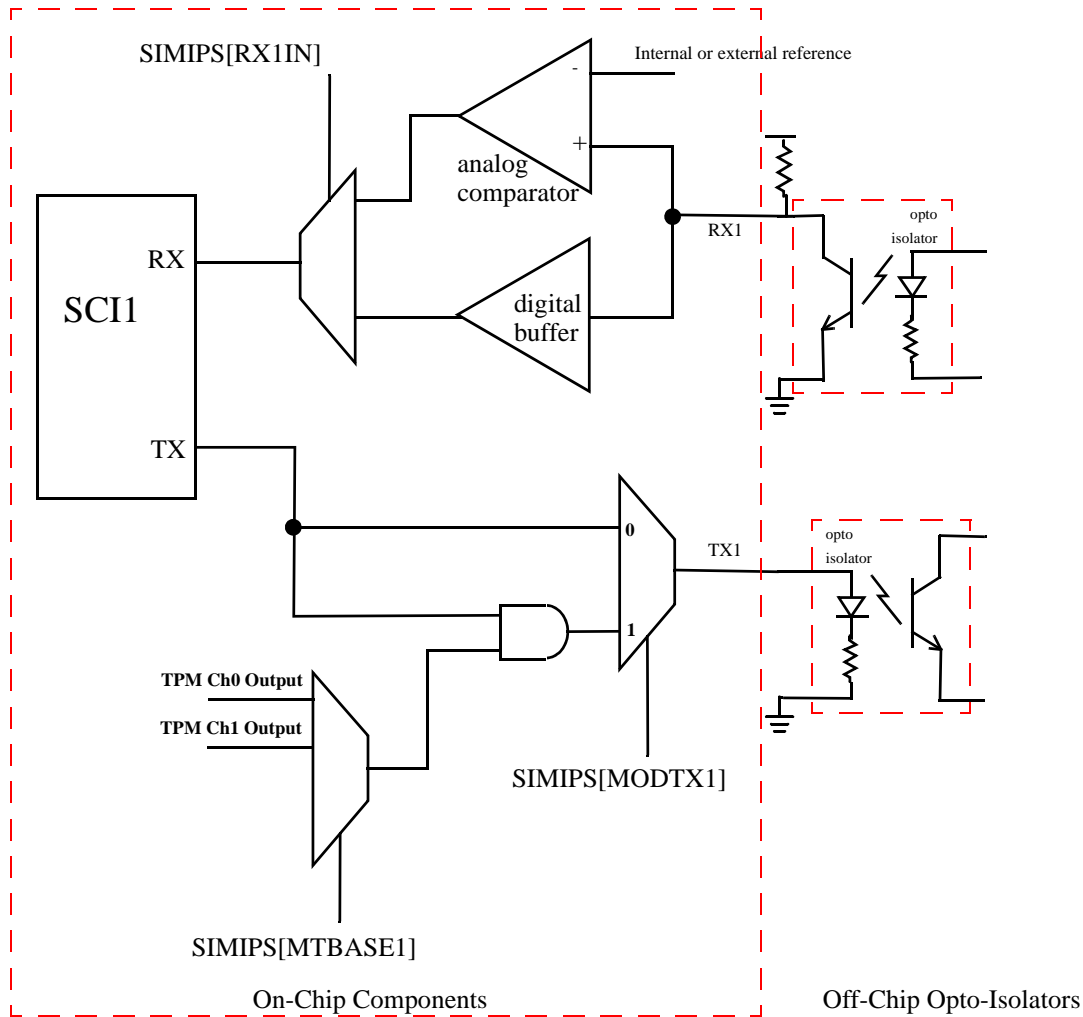 SIMIPS[RX1IN]
Internal or external reference
-
+
analog
comparator
RX1
opto
isolator
RX
SCI1
digital
buffer
TX
0
TX1
opto
isolator
1
TPM Ch0 Output
TPM Ch1 Output
SIMIPS[MODTX1]
SIMIPS[MTBASE1]
On-Chip Components
Off-Chip Opto-Isolators